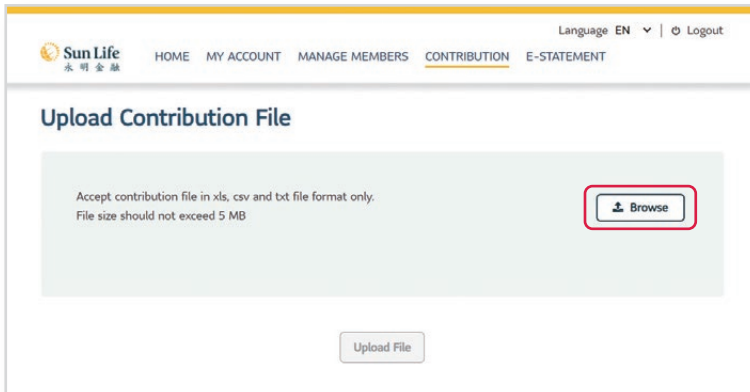 Language EN | Logout
Sun Life
永明金融
HOME MY ACCOUNT MANAGE MEMBERS CONTRIBUTION E-STATEMENT
Upload Contribution File
Accept contribution file in xls, csv and txt file format only.
File size should not exceed 5 MB
Browse
Upload File